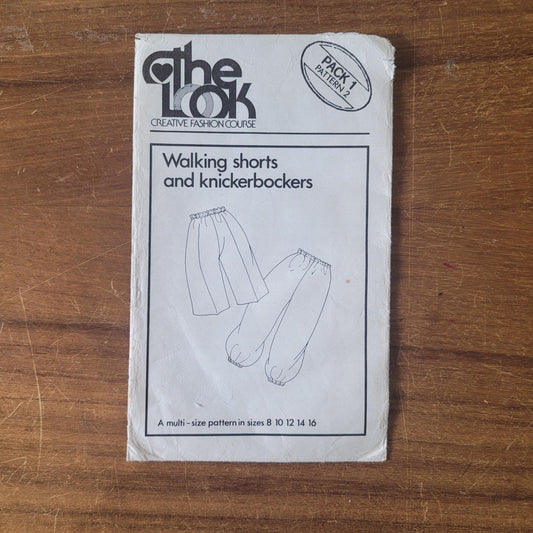 the
LOOK
CREATIVE FASHION COURSE
PACK 1
PATTERN 2
Walking shorts
and knickerbockers
A multi-size pattern in sizes 8 10 12 14 16